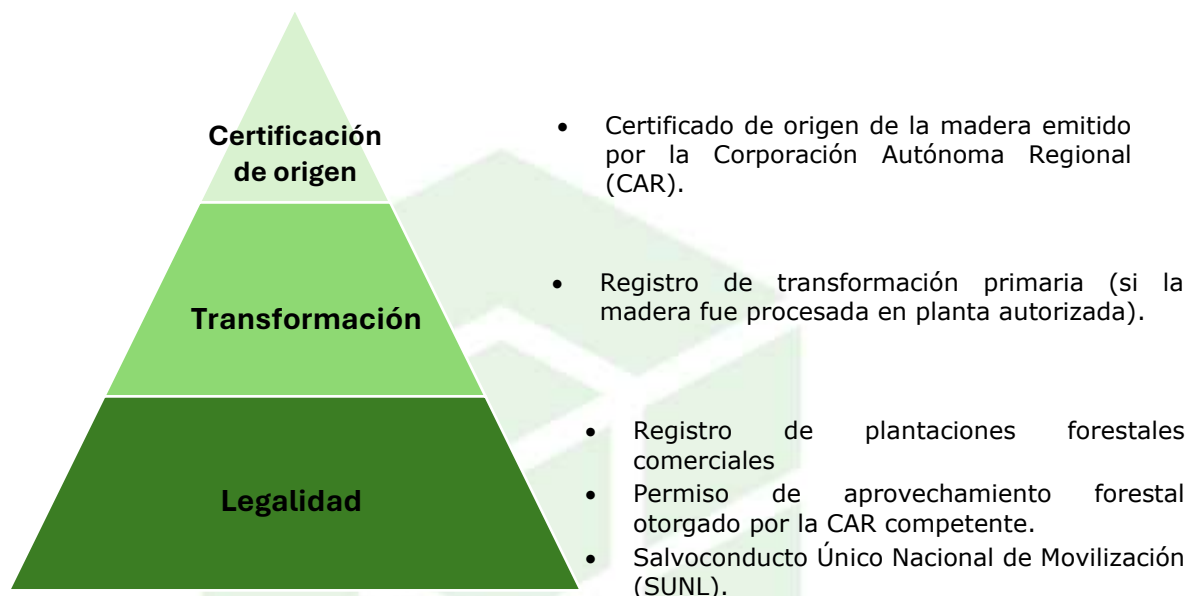 Certificación
de origen
• Certificado de origen de la madera emitido
por la Corporación Autónoma Regional
(CAR).
Transformación
• Registro de transformación primaria (si la
madera fue procesada en planta autorizada).
Legalidad
• Registro de plantaciones forestales
comerciales
• Permiso de aprovechamiento forestal
otorgado por la CAR competente.
• Salvoconducto Único Nacional de Movilización
(SUNL).